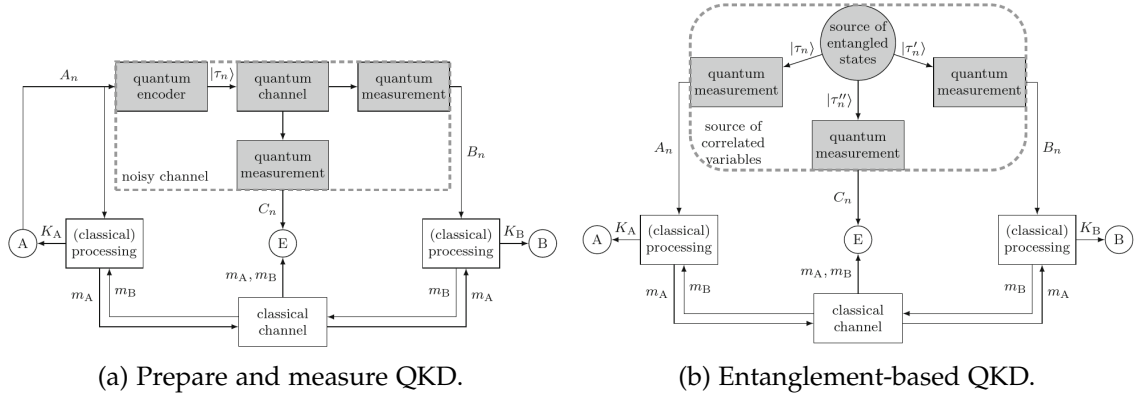 A_n
quantum
encoder
|τ_n⟩
quantum
channel
quantum
measurement
quantum
measurement
noisy channel
B_n
C_n
A
K_A
(classical)
processing
E
(classical)
processing
K_B
B
m_A
m_B
m_A, m_B
m_B
m_A
classical
channel
(a) Prepare and measure QKD.
source of
entangled
states
|τ_n⟩
|τ′_n⟩
quantum
measurement
quantum
measurement
|τ″_n⟩
source of
correlated
variables
quantum
measurement
A_n
B_n
C_n
A
K_A
(classical)
processing
E
(classical)
processing
K_B
B
m_A
m_B
m_A, m_B
m_B
m_A
classical
channel
(b) Entanglement-based QKD.